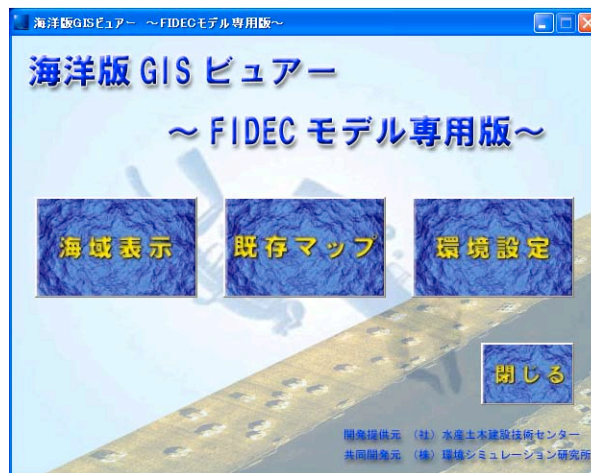 海洋版GISビュアー ～FIDECモデル専用版～
海洋版 GIS ビュアー
～ FIDEC モデル専用版～
海域表示
既存マップ
環境設定
閉じる
開発提供元 （社）水産土木建設技術センター
共同開発元 （株）環境シミュレーション研究所